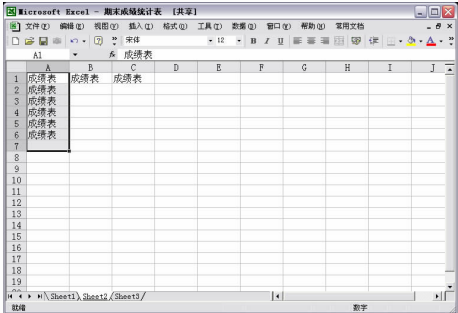 Microsoft Excel - 期末成绩统计表 [共享]
文件(F) 编辑(E) 视图(V) 插入(I) 格式(O) 工具(T) 数据(D) 窗口(W) 帮助(H) 常用文档
宋体 12 B I U
A1 fx 成绩表
A B C D E F G H I J
1 成绩表 成绩表 成绩表
2 成绩表
3 成绩表
4 成绩表
5 成绩表
6 成绩表
7
8
9
10
11
12
13
14
15
16
17
18
19
Sheet1 Sheet2 Sheet3
就绪 数字